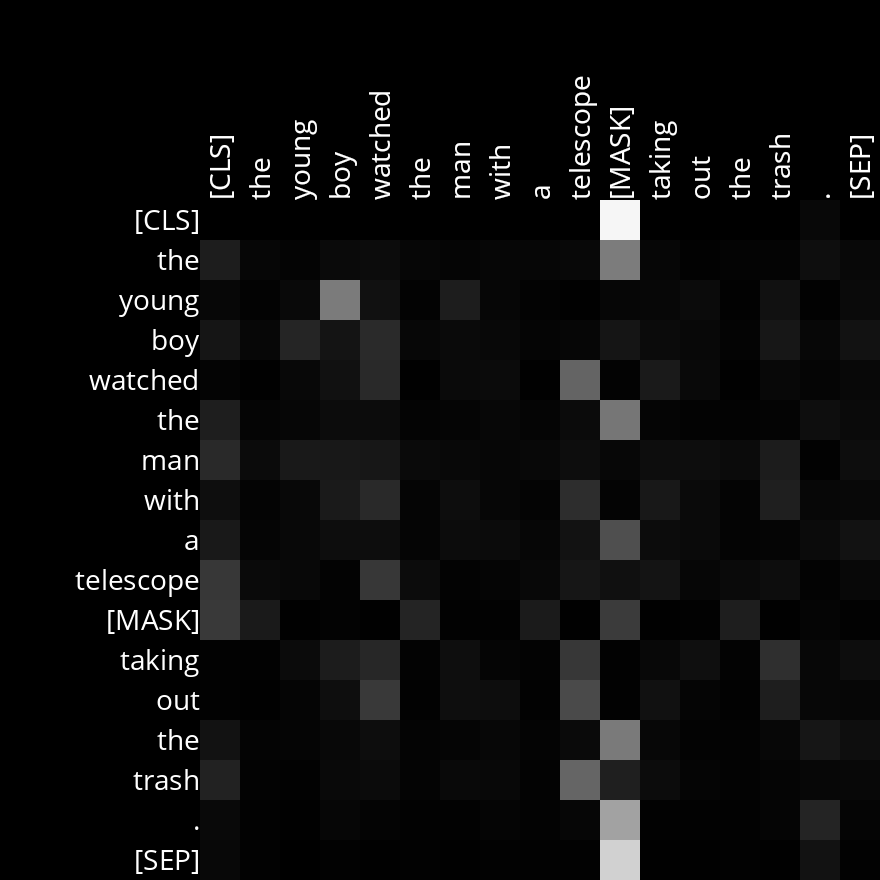 [CLS]
the
young
boy
watched
the
man
with
a
telescope
[MASK]
taking
out
the
trash
.
[SEP]
[CLS]
the
young
boy
watched
the
man
with
a
telescope
[MASK]
taking
out
the
trash
.
[SEP]